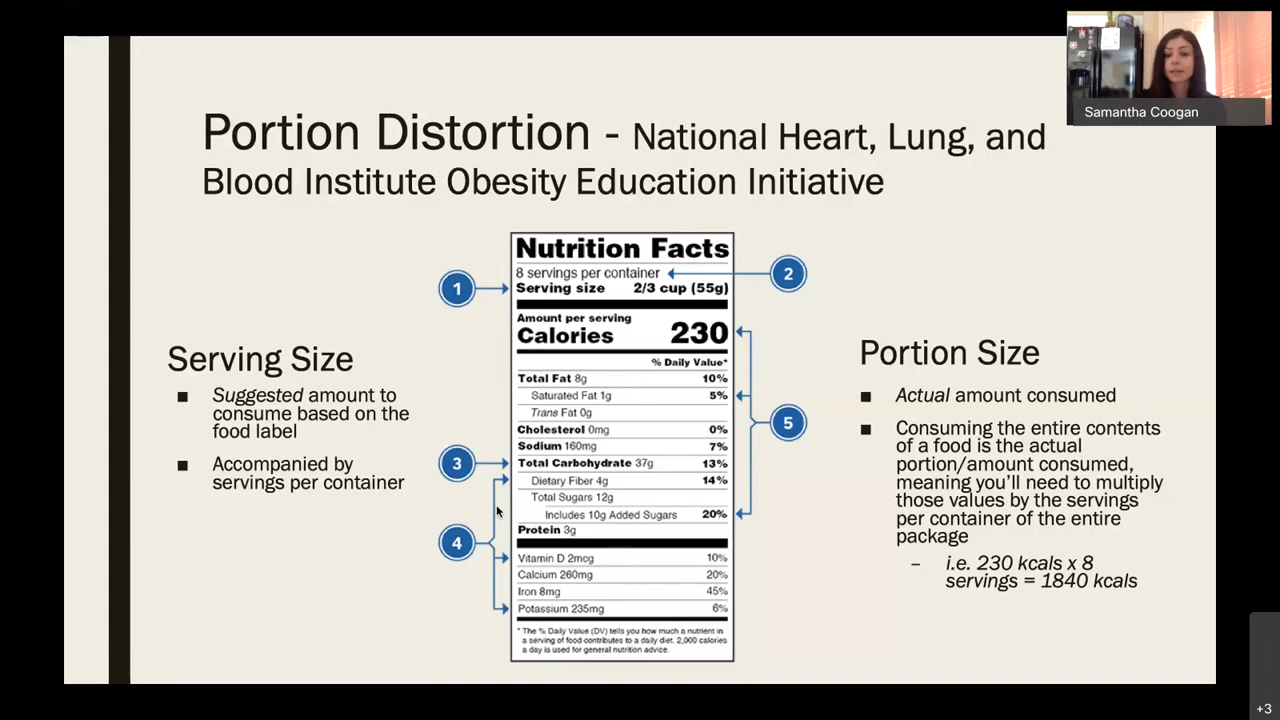 Samantha Coogan
Portion Distortion - National Heart, Lung, and
Blood Institute Obesity Education Initiative
Serving Size
■ Suggested amount to
consume based on the
food label
■ Accompanied by
servings per container
1
2
3
4
5
Nutrition Facts
8 servings per container
Serving size 2/3 cup (55g)
Amount per serving
Calories 230
% Daily Value*
Total Fat 8g 10%
Saturated Fat 1g 5%
Trans Fat 0g
Cholesterol 0mg 0%
Sodium 160mg 7%
Total Carbohydrate 37g 13%
Dietary Fiber 4g 14%
Total Sugars 12g
Includes 10g Added Sugars 20%
Protein 3g
Vitamin D 2mcg 10%
Calcium 260mg 20%
Iron 8mg 45%
Potassium 235mg 6%
* The % Daily Value (DV) tells you how much a nutrient in
a serving of food contributes to a daily diet. 2,000 calories
a day is used for general nutrition advice.
Portion Size
■ Actual amount consumed
■ Consuming the entire contents
of a food is the actual
portion/amount consumed,
meaning you'll need to multiply
those values by the servings
per container of the entire
package
– i.e. 230 kcals x 8
servings = 1840 kcals
+3